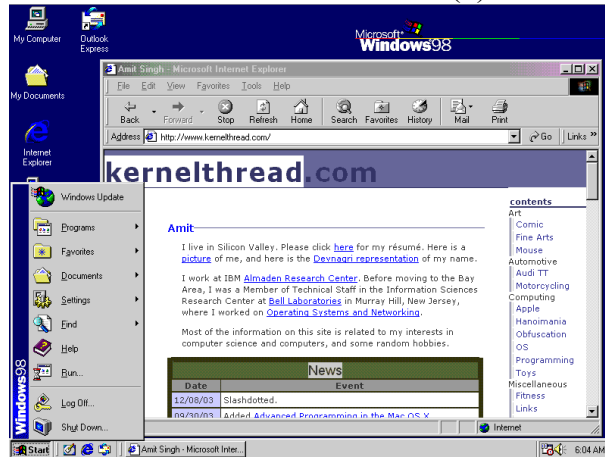 My Computer
Outlook
Express
Microsoft
Windows98
My Documents
Internet
Explorer
Amit Singh - Microsoft Internet Explorer
File Edit View Favorites Tools Help
Back Forward Stop Refresh Home Search Favorites History Mail Print
Address http://www.kernelthread.com/ Go Links »
kernelthread.com
Amit
I live in Silicon Valley. Please click here for my résumé. Here is a
picture of me, and here is the Devnagri representation of my name.
I work at IBM Almaden Research Center. Before moving to the Bay
Area, I was a Member of Technical Staff in the Information Sciences
Research Center at Bell Laboratories in Murray Hill, New Jersey,
where I worked on Operating Systems and Networking.
Most of the information on this site is related to my interests in
computer science and computers, and some random hobbies.
News
Date Event
12/08/03 Slashdotted.
09/30/03 Added Advanced Programming in the Mac OS X
contents
Art
Comic
Fine Arts
Mouse
Automotive
Audi TT
Motorcycling
Computing
Apple
Hanoimania
Obfuscation
OS
Programming
Toys
Miscellaneous
Fitness
Links
Internet
Windows98
Windows Update
Programs
Favorites
Documents
Settings
Find
Help
Run...
Log Off...
Shut Down...
Start
Amit Singh - Microsoft Inter...
6:04 AM